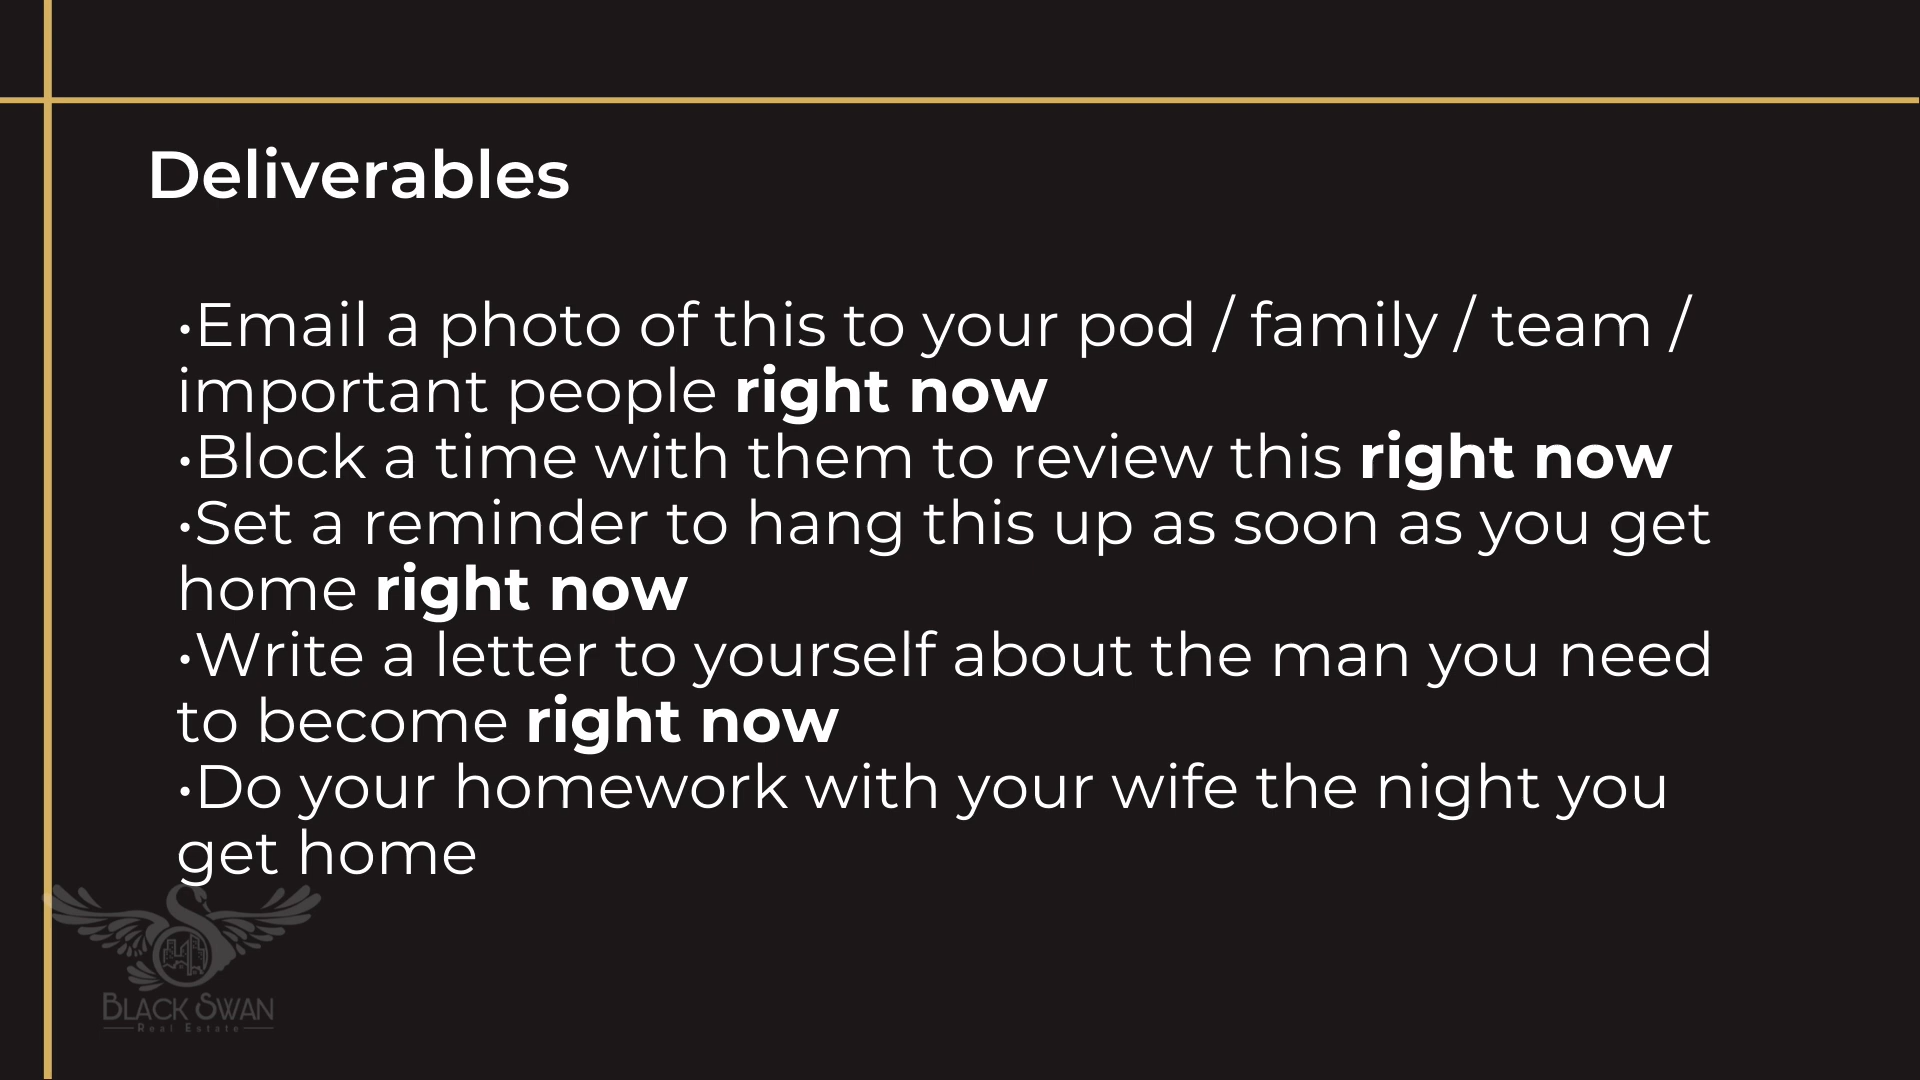 Deliverables
•Email a photo of this to your pod / family / team /
important people right now
•Block a time with them to review this right now
•Set a reminder to hang this up as soon as you get
home right now
•Write a letter to yourself about the man you need
to become right now
•Do your homework with your wife the night you
get home
BLACK SWAN
Real Estate